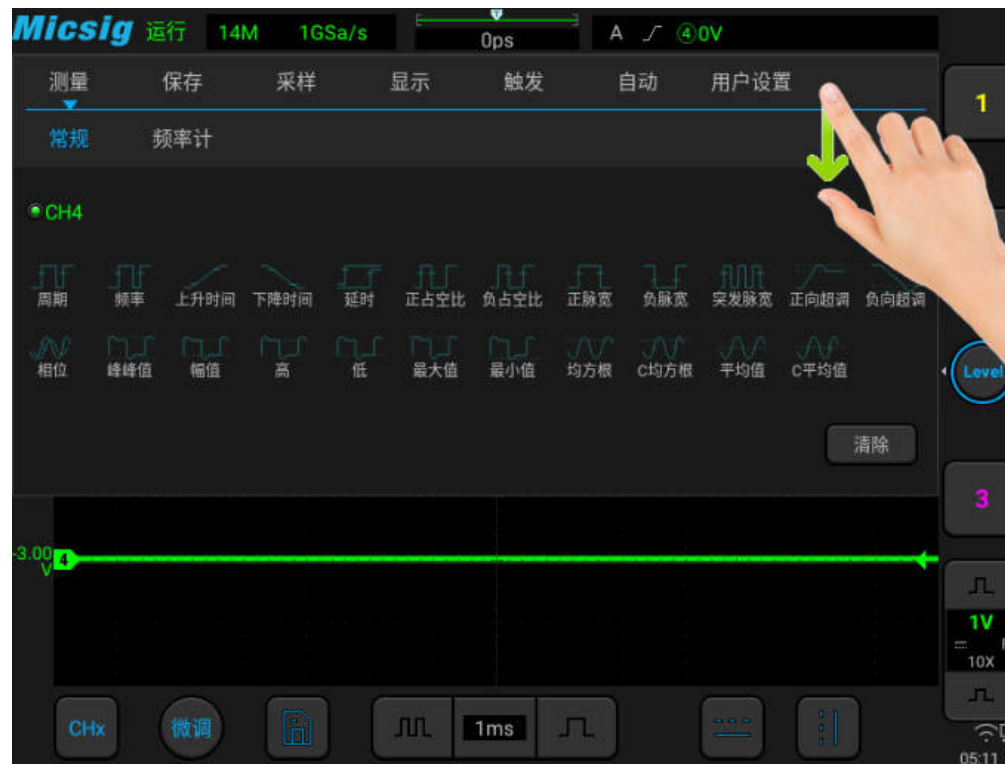 Micsig 运行 14M 1GSa/s T 0ps A ④0V
测量 保存 采样 显示 触发 自动 用户设置
1
常规 频率计
CH4
周期 频率 上升时间 下降时间 延时 正占空比 负占空比 正脉宽 负脉宽 突发脉宽 正向超调 负向超调
相位 峰峰值 幅值 高 低 最大值 最小值 均方根 C均方根 平均值 C平均值
Level
清除
3
-3.00
V
4
1V
10X
CHx 微调 1ms
05:11